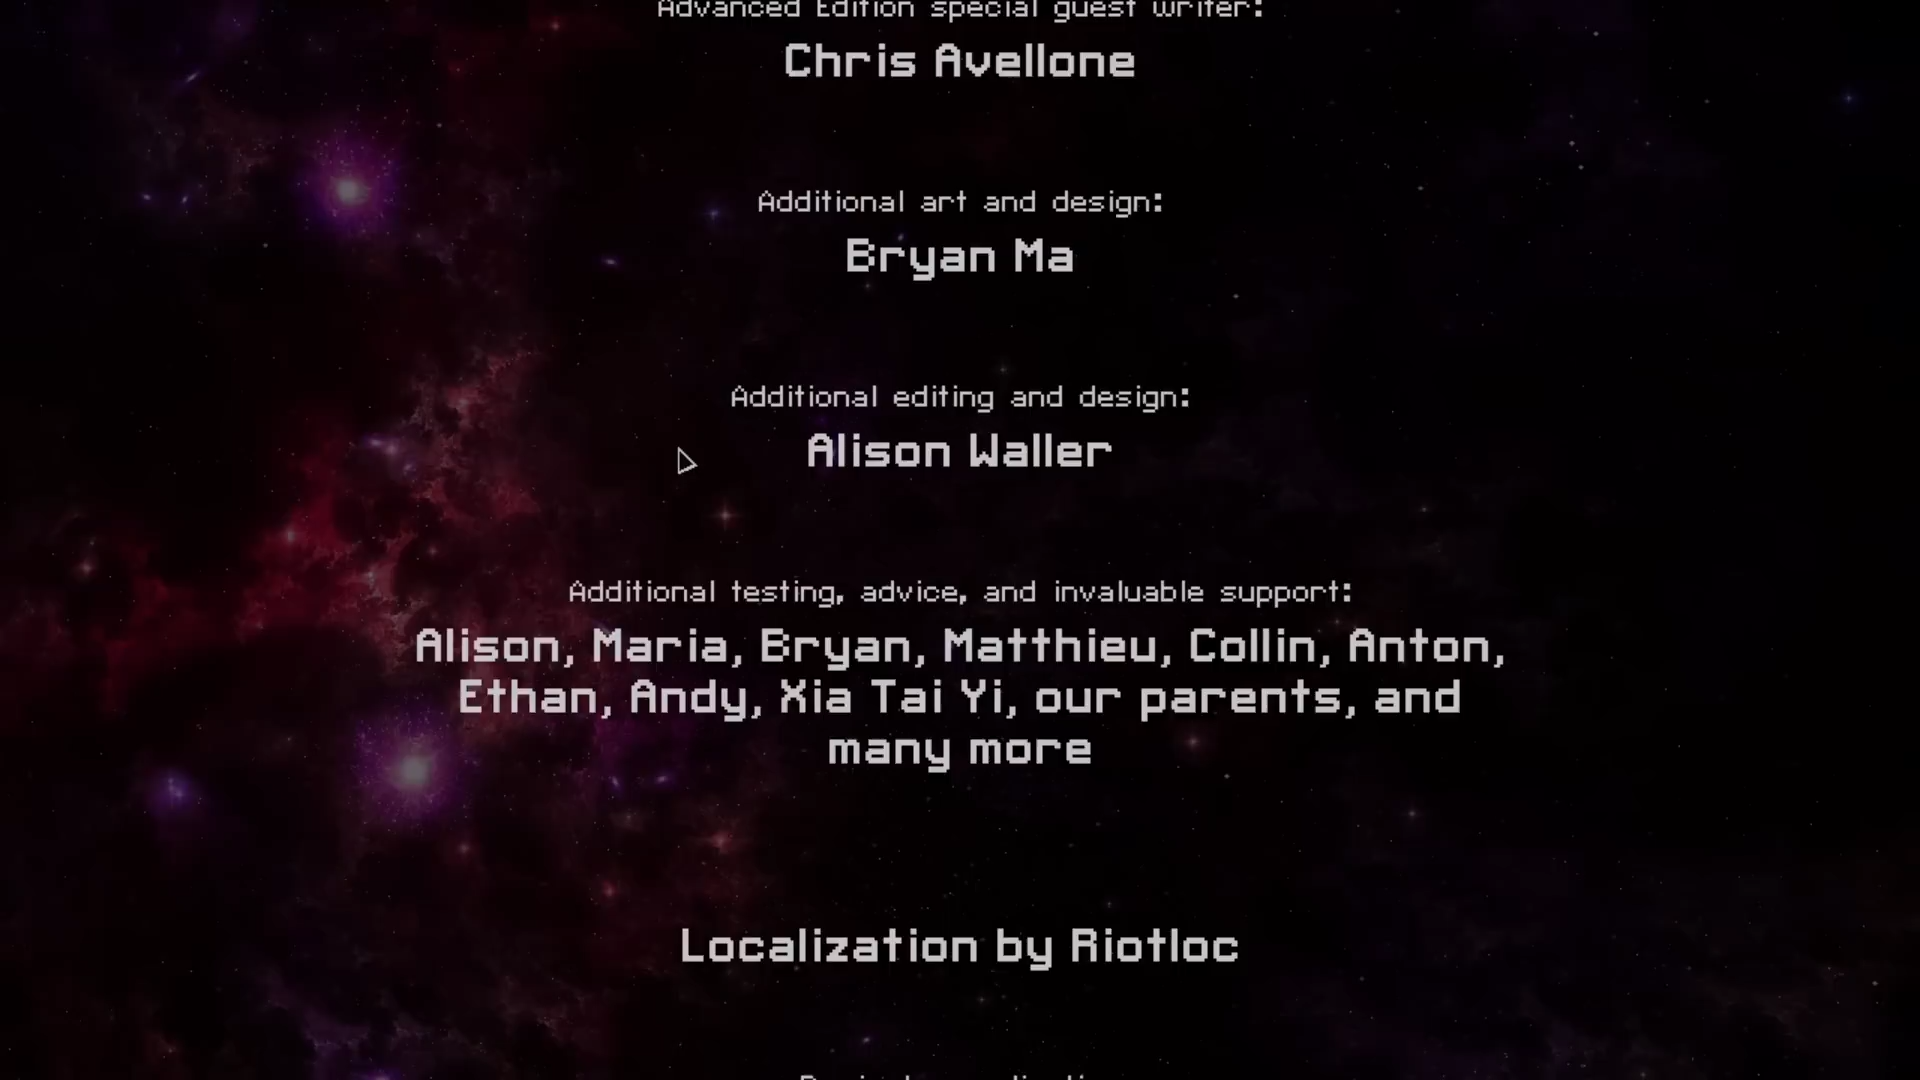 Advanced Edition special guest writer:
Chris Avellone
Additional art and design:
Bryan Ma
Additional editing and design:
Alison Waller
Additional testing, advice, and invaluable support:
Alison, Maria, Bryan, Matthieu, Collin, Anton,
Ethan, Andy, Xia Tai Yi, our parents, and
many more
Localization by Riotloc